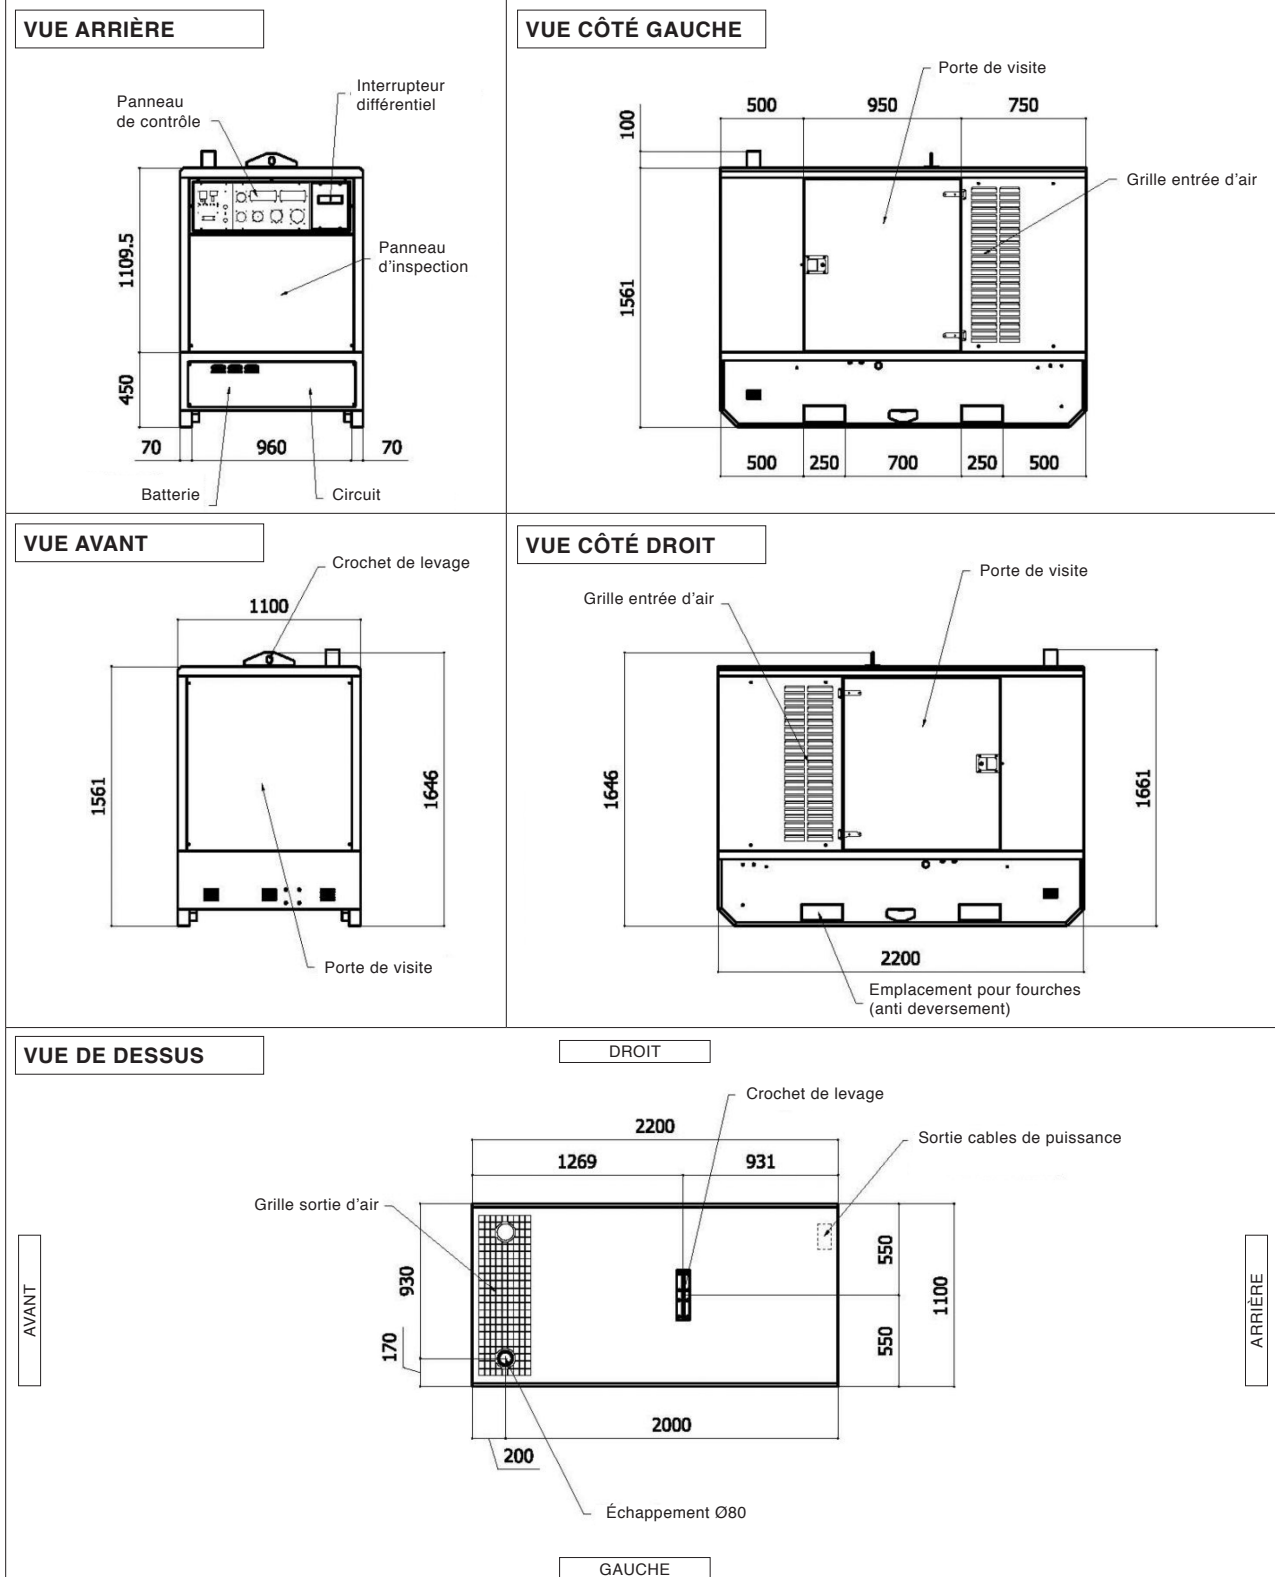 VUE ARRIÈRE
Interrupteur
différentiel
Panneau
de contrôle
1109.5
Panneau
d'inspection
450
70
960
70
Batterie
Circuit
VUE CÔTÉ GAUCHE
Porte de visite
500
950
750
100
Grille entrée d'air
1561
500
250
700
250
500
VUE AVANT
Crochet de levage
1100
1561
1646
Porte de visite
VUE CÔTÉ DROIT
Porte de visite
Grille entrée d'air
1646
1661
2200
Emplacement pour fourches
(anti deversement)
VUE DE DESSUS
DROIT
Crochet de levage
2200
Sortie cables de puissance
1269
931
Grille sortie d'air
AVANT
930
550
1100
ARRIÈRE
170
550
2000
200
Échappement Ø80
GAUCHE